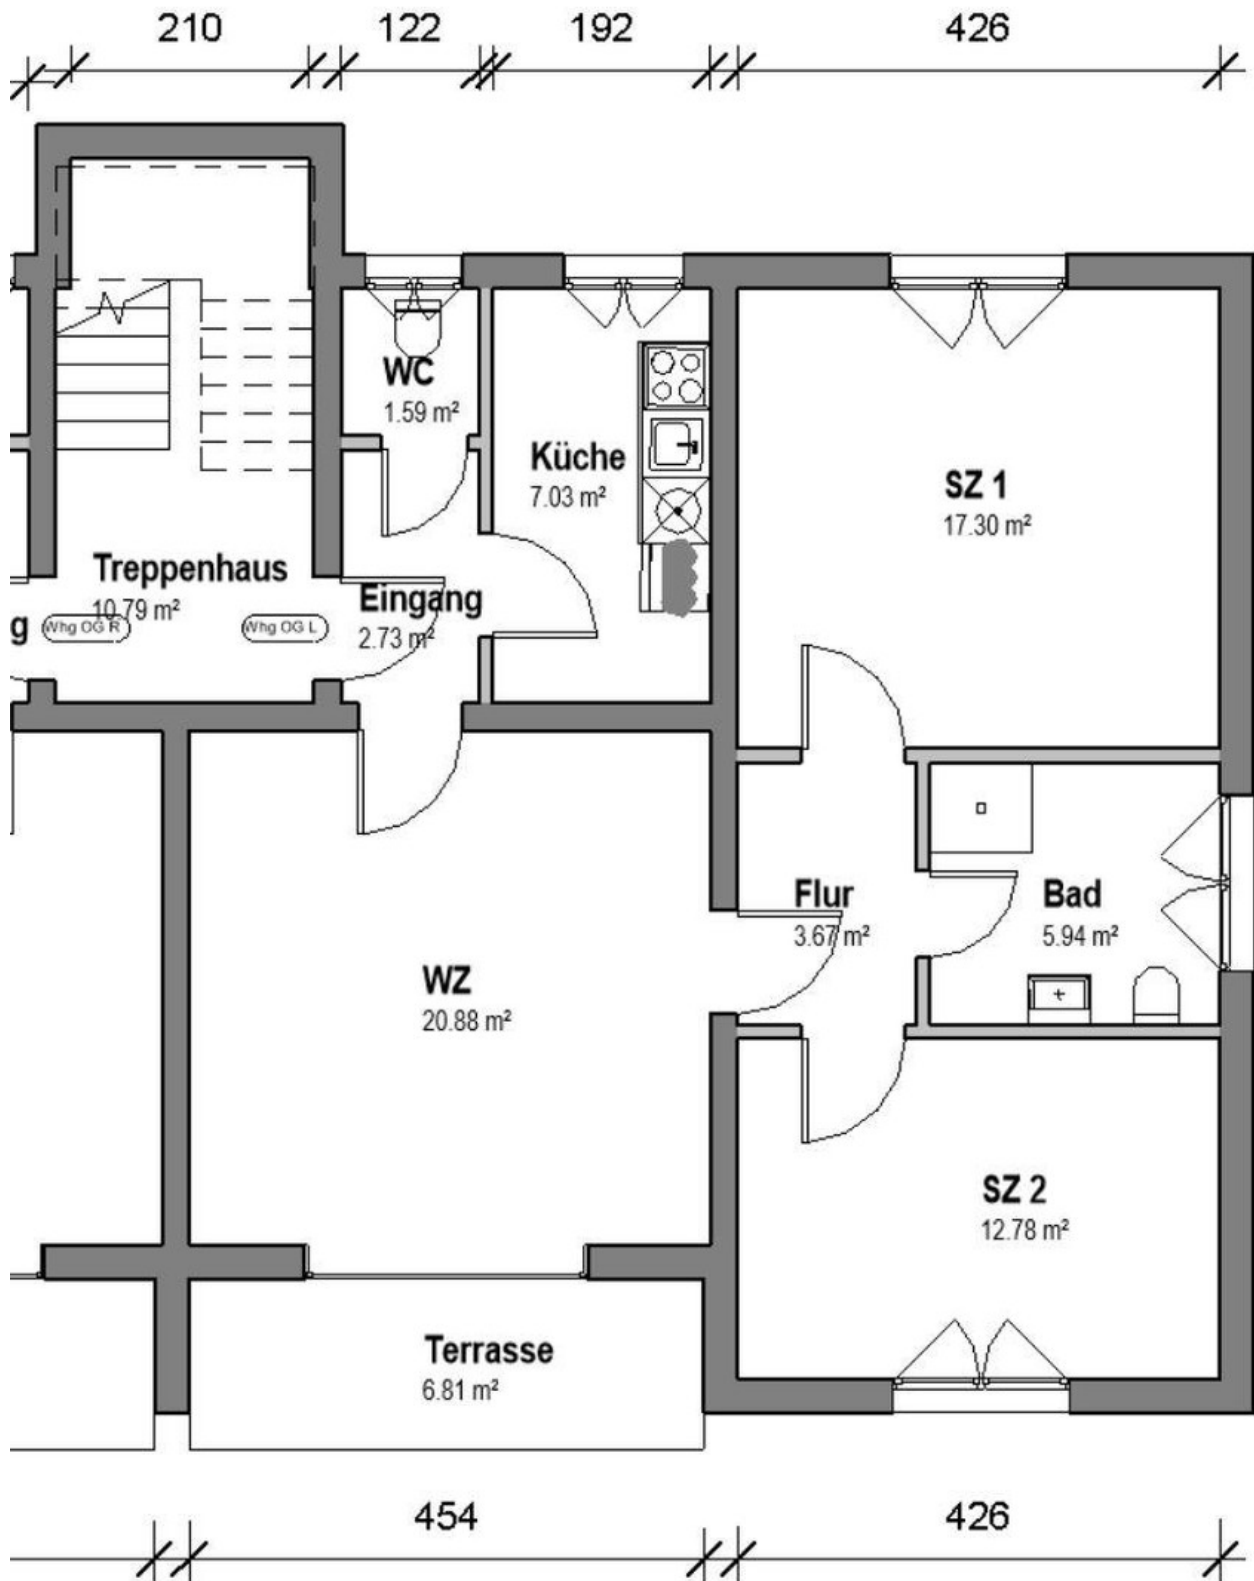 210 122 192 426
WC
1.59 m²
Küche
7.03 m²
SZ 1
17.30 m²
Treppenhaus
10.79 m²
Eingang
2.73 m²
g
Whg OG R
Whg OG L
Flur
3.67 m²
Bad
5.94 m²
WZ
20.88 m²
SZ 2
12.78 m²
Terrasse
6.81 m²
454 426